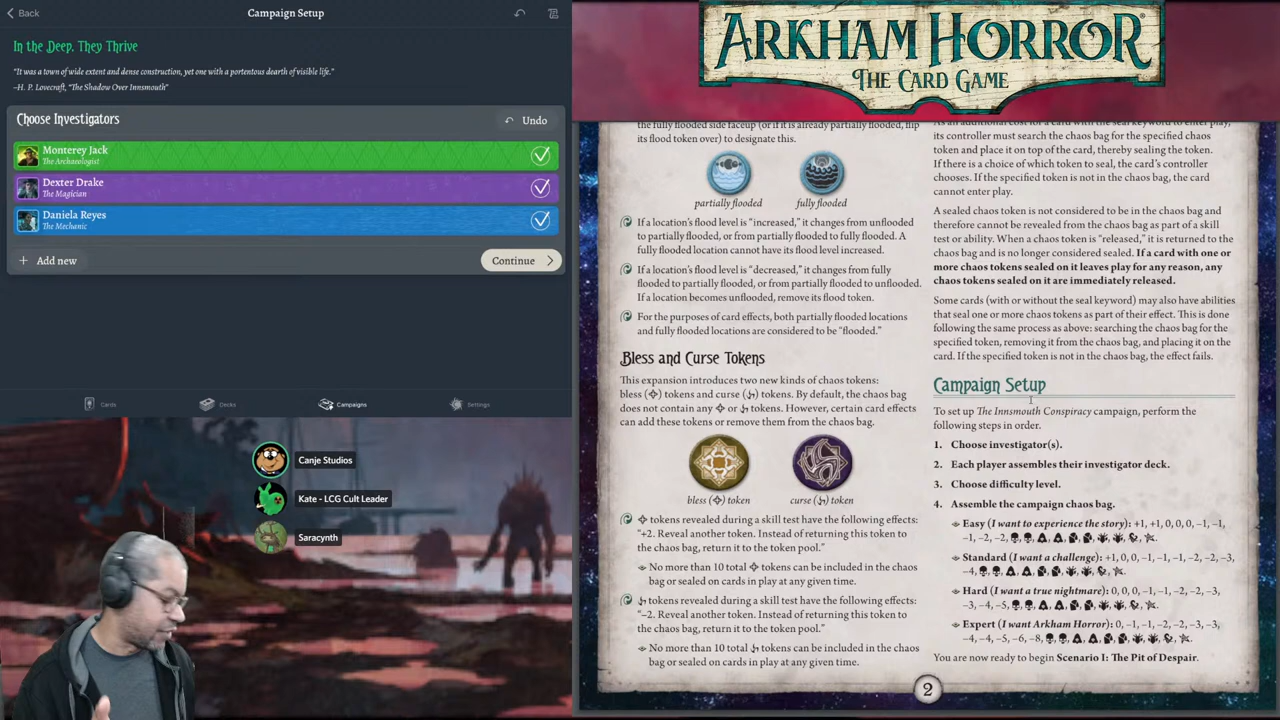 Back
Campaign Setup
In the Deep, They Thrive
"It was a town of wide extent and dense construction, yet one with a portentous dearth of visible life."
–H. P. Lovecraft, "The Shadow Over Innsmouth"
Choose Investigators
Undo
Monterey Jack
The Archaeologist
Dexter Drake
The Magician
Daniela Reyes
The Mechanic
Add new
Continue
Cards
Decks
Campaigns
Settings
Canje Studios
Kate - LCG Cult Leader
Saracynth
ARKHAM HORROR
THE CARD GAME
the fully flooded side faceup (or if it is already partially flooded, flip
its flood token over) to designate this.
partially flooded
fully flooded
If a location's flood level is "increased," it changes from unflooded
to partially flooded, or from partially flooded to fully flooded. A
fully flooded location cannot have its flood level increased.
If a location's flood level is "decreased," it changes from fully
flooded to partially flooded, or from partially flooded to unflooded.
If a location becomes unflooded, remove its flood token.
For the purposes of card effects, both partially flooded locations
and fully flooded locations are considered to be "flooded."
Bless and Curse Tokens
This expansion introduces two new kinds of chaos tokens:
bless ( ) tokens and curse ( ) tokens. By default, the chaos bag
does not contain any or tokens. However, certain card effects
can add these tokens or remove them from the chaos bag.
bless ( ) token
curse ( ) token
tokens revealed during a skill test have the following effects:
"+2. Reveal another token. Instead of returning this token to
the chaos bag, return it to the token pool."
No more than 10 total tokens can be included in the chaos
bag or sealed on cards in play at any given time.
tokens revealed during a skill test have the following effects:
"–2. Reveal another token. Instead of returning this token to
the chaos bag, return it to the token pool."
No more than 10 total tokens can be included in the chaos
bag or sealed on cards in play at any given time.
As an additional cost for a card with the seal keyword to enter play,
its controller must search the chaos bag for the specified chaos
token and place it on top of the card, thereby sealing the token.
If there is a choice of which token to seal, the card's controller
chooses. If the specified token is not in the chaos bag, the card
cannot enter play.
A sealed chaos token is not considered to be in the chaos bag and
therefore cannot be revealed from the chaos bag as part of a skill
test or ability. When a chaos token is "released," it is returned to the
chaos bag and is no longer considered sealed. If a card with one or
more chaos tokens sealed on it leaves play for any reason, any
chaos tokens sealed on it are immediately released.
Some cards (with or without the seal keyword) may also have abilities
that seal one or more chaos tokens as part of their effect. This is done
following the same process as above: searching the chaos bag for the
specified token, removing it from the chaos bag, and placing it on the
card. If the specified token is not in the chaos bag, the effect fails.
Campaign Setup
To set up The Innsmouth Conspiracy campaign, perform the
following steps in order.
1. Choose investigator(s).
2. Each player assembles their investigator deck.
3. Choose difficulty level.
4. Assemble the campaign chaos bag.
Easy (I want to experience the story): +1, +1, 0, 0, 0, –1, –1,
–1, –2, –2,
Standard (I want a challenge): +1, 0, 0, –1, –1, –1, –2, –2, –3,
–4,
Hard (I want a true nightmare): 0, 0, 0, –1, –1, –2, –2, –3,
–3, –4, –5,
Expert (I want Arkham Horror): 0, –1, –1, –2, –2, –3, –3,
–4, –4, –5, –6, –8,
You are now ready to begin Scenario I: The Pit of Despair.
2